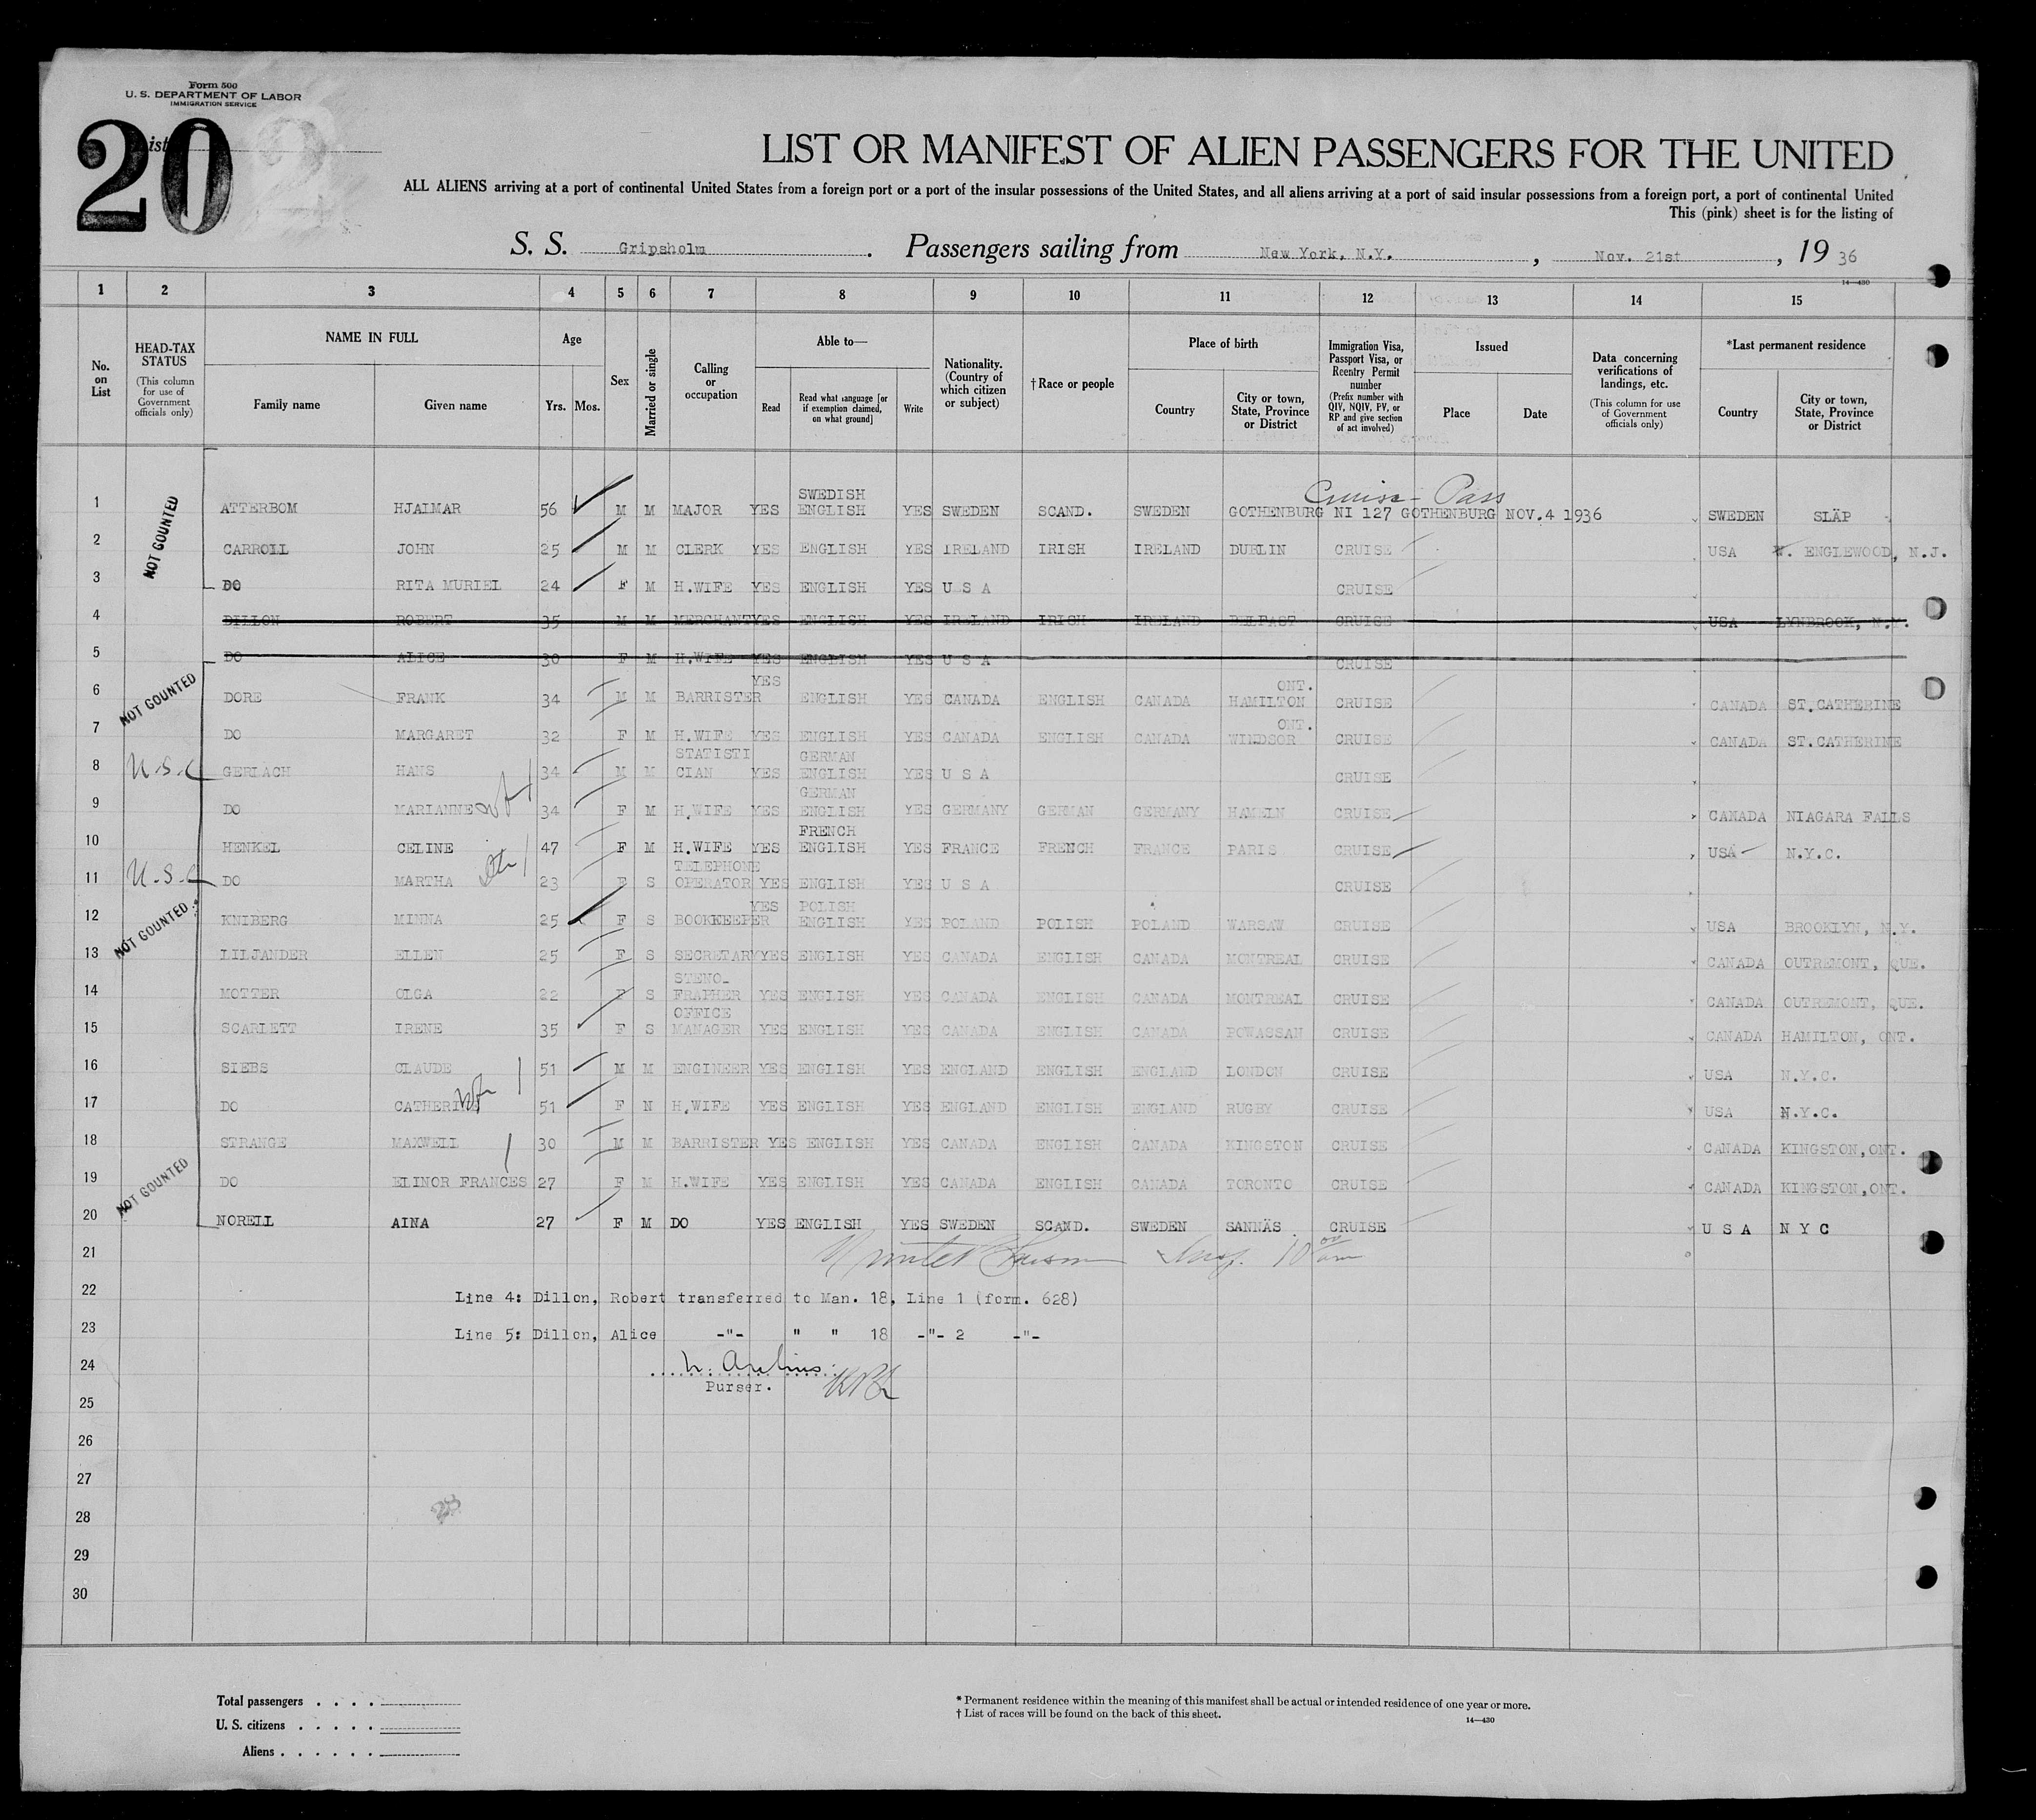 Form 500
U. S. DEPARTMENT OF LABOR
IMMIGRATION SERVICE
20
LIST OR MANIFEST OF ALIEN PASSENGERS FOR THE UNITED
ALL ALIENS arriving at a port of continental United States from a foreign port or a port of the insular possessions of the United States, and all aliens arriving at a port of said insular possessions from a foreign port, a port of continental United
This (pink) sheet is for the listing of
S. S. Gripsholm. Passengers sailing from New York, N.Y., Nov. 21st, 19 36
14—430
1 2 3 4 5 6 7 8 9 10 11 12 13 14 15
No. on List
HEAD-TAX STATUS (This column for use of Government officials only)
NAME IN FULL Family name Given name
Age Yrs. Mos.
Sex
Married or single
Calling or occupation
Able to— Read Read what language [or if exemption claimed, on what ground] Write
Nationality. (Country of which citizen or subject)
†Race or people
Place of birth Country City or town, State, Province or District
Immigration Visa, Passport Visa, or Reentry Permit number (Prefix number with QIV, NQIV, PV, or RP and give section of act involved)
Issued Place Date
Data concerning verifications of landings, etc. (This column for use of Government officials only)
*Last permanent residence Country City or town, State, Province or District
Cruise - Pass
NOT COUNTED
1 ATTERBOM HJALMAR 56 M M MAJOR YES SWEDISH ENGLISH YES SWEDEN SCAND. SWEDEN GOTHENBURG NI 127 GOTHENBURG NOV.4 1936 SWEDEN SLÄP
2 CARROLL JOHN 25 M M CLERK YES ENGLISH YES IRELAND IRISH IRELAND DUBLIN CRUISE USA W. ENGLEWOOD, N.J.
3 DO RITA MURIEL 24 F M H.WIFE YES ENGLISH YES U S A CRUISE
4 DILLON ROBERT 35 M M MERCHANT YES ENGLISH YES IRELAND IRISH IRELAND BELFAST CRUISE USA LYNBROOK, N.Y.
5 DO ALICE 30 F M H.WIFE YES ENGLISH YES U S A CRUISE
NOT COUNTED
6 DORE FRANK 34 M M BARRISTER YES ENGLISH YES CANADA ENGLISH CANADA ONT. HAMILTON CRUISE CANADA ST.CATHERINE
7 DO MARGARET 32 F M H.WIFE YES ENGLISH YES CANADA ENGLISH CANADA ONT. WINDSOR CRUISE CANADA ST.CATHERINE
8 U.S.C GERLACH HANS 34 M M STATISTI CIAN YES GERMAN ENGLISH YES U S A CRUISE
9 DO MARIANNE 34 F M H.WIFE YES GERMAN ENGLISH YES GERMANY GERMAN GERMANY HAMELN CRUISE CANADA NIAGARA FALLS
10 HENKEL CELINE 47 F M H.WIFE YES FRENCH ENGLISH YES FRANCE FRENCH FRANCE PARIS CRUISE USA N.Y.C.
11 U.S.C DO MARTHA 23 F S TELEPHONE OPERATOR YES ENGLISH YES U S A CRUISE
NOT COUNTED
12 KNIBERG MINNA 25 F S BOOKKEEPER YES POLISH ENGLISH YES POLAND POLISH POLAND WARSAW CRUISE USA BROOKLYN, N.Y.
13 LILJANDER ELLEN 25 F S SECRETARY YES ENGLISH YES CANADA ENGLISH CANADA MONTREAL CRUISE CANADA OUTREMONT, QUE.
14 MOTTER OLGA 22 F S STENO- FRAPHER YES ENGLISH YES CANADA ENGLISH CANADA MONTREAL CRUISE CANADA OUTREMONT, QUE.
15 SCARLETT IRENE 35 F S OFFICE MANAGER YES ENGLISH YES CANADA ENGLISH CANADA POWASSAN CRUISE CANADA HAMILTON, ONT.
16 SIEBS CLAUDE 51 M M ENGINEER YES ENGLISH YES ENGLAND ENGLISH ENGLAND LONDON CRUISE USA N.Y.C.
17 DO CATHERINE 51 F N H.WIFE YES ENGLISH YES ENGLAND ENGLISH ENGLAND RUGBY CRUISE USA N.Y.C.
18 STRANGE MAXWELL 30 M M BARRISTER YES ENGLISH YES CANADA ENGLISH CANADA KINGSTON CRUISE CANADA KINGSTON, ONT.
NOT COUNTED
19 DO ELINOR FRANCES 27 F M H.WIFE YES ENGLISH YES CANADA ENGLISH CANADA TORONTO CRUISE CANADA KINGSTON, ONT.
20 NORELL AINA 27 F M DO YES ENGLISH YES SWEDEN SCAND. SWEDEN SANNÄS CRUISE U S A N Y C
21
22 Line 4: Dillon, Robert transferred to Man. 18, Line 1 (form. 628)
23 Line 5: Dillon, Alice -"- " " 18 -"- 2 -"-
24
Purser.
25
26
27
28
29
30
Total passengers . . . .
U. S. citizens . . . . .
Aliens . . . . . .
* Permanent residence within the meaning of this manifest shall be actual or intended residence of one year or more.
† List of races will be found on the back of this sheet.
14—430